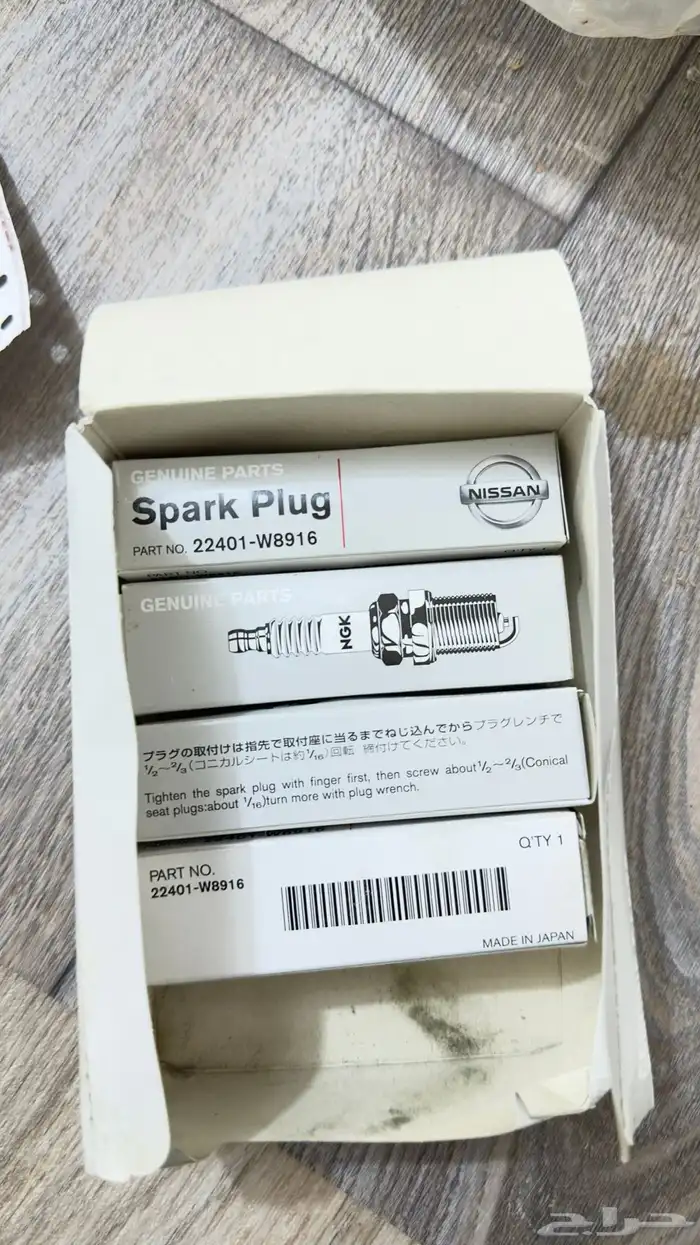 GENUINE PARTS
Spark Plug
PART NO. 22401-W8916
NISSAN
PART NO.
GENUINE PARTS
NGK
プラグの取付けは指先で取付座に当るまでねじ込んでからプラグレンチで
1/2~2/3(コニカルシートは約1/16)回転 締付けてください。
Tighten the spark plug with finger first, then screw about 1/2~2/3(Conical
seat plugs:about 1/16)turn more with plug wrench.
22401-W8916
Q'TY 1
PART NO.
22401-W8916
MADE IN JAPAN
حراج